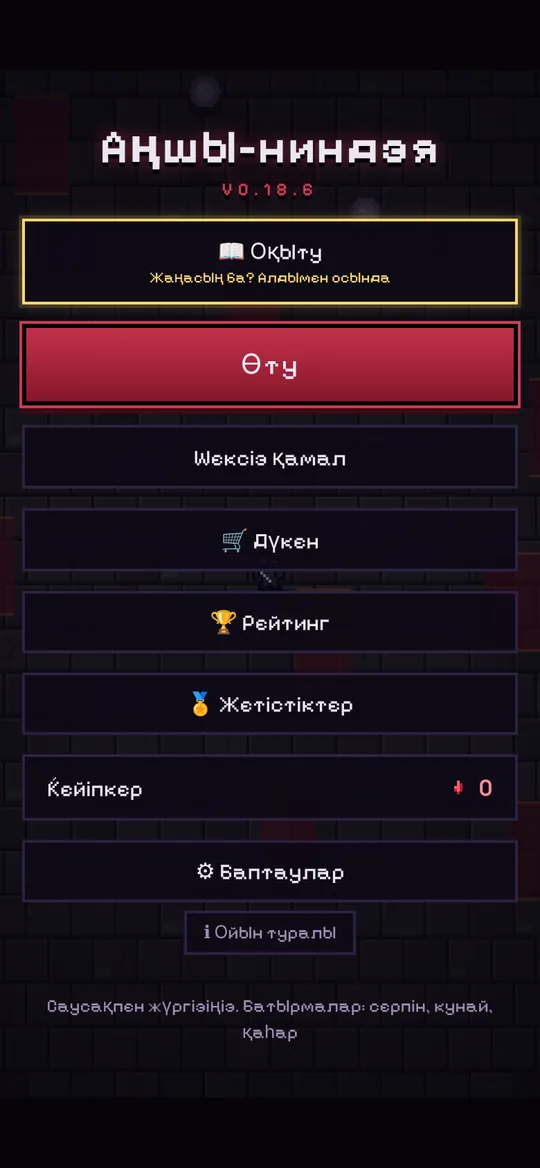 Аңшы-ниндзя
V0.18.6
📖 Оқыту
Жаңасың ба? Алдымен осында
Өту
Шексіз Қамал
🛒 Дүкен
🏆 Рейтинг
🏅 Жетістіктер
Кейіпкер 0
⚙ Баптаулар
ℹ Ойын туралы
Саусақпен жүргізіңіз. Батырмалар: серпін, кунай,
қаһар